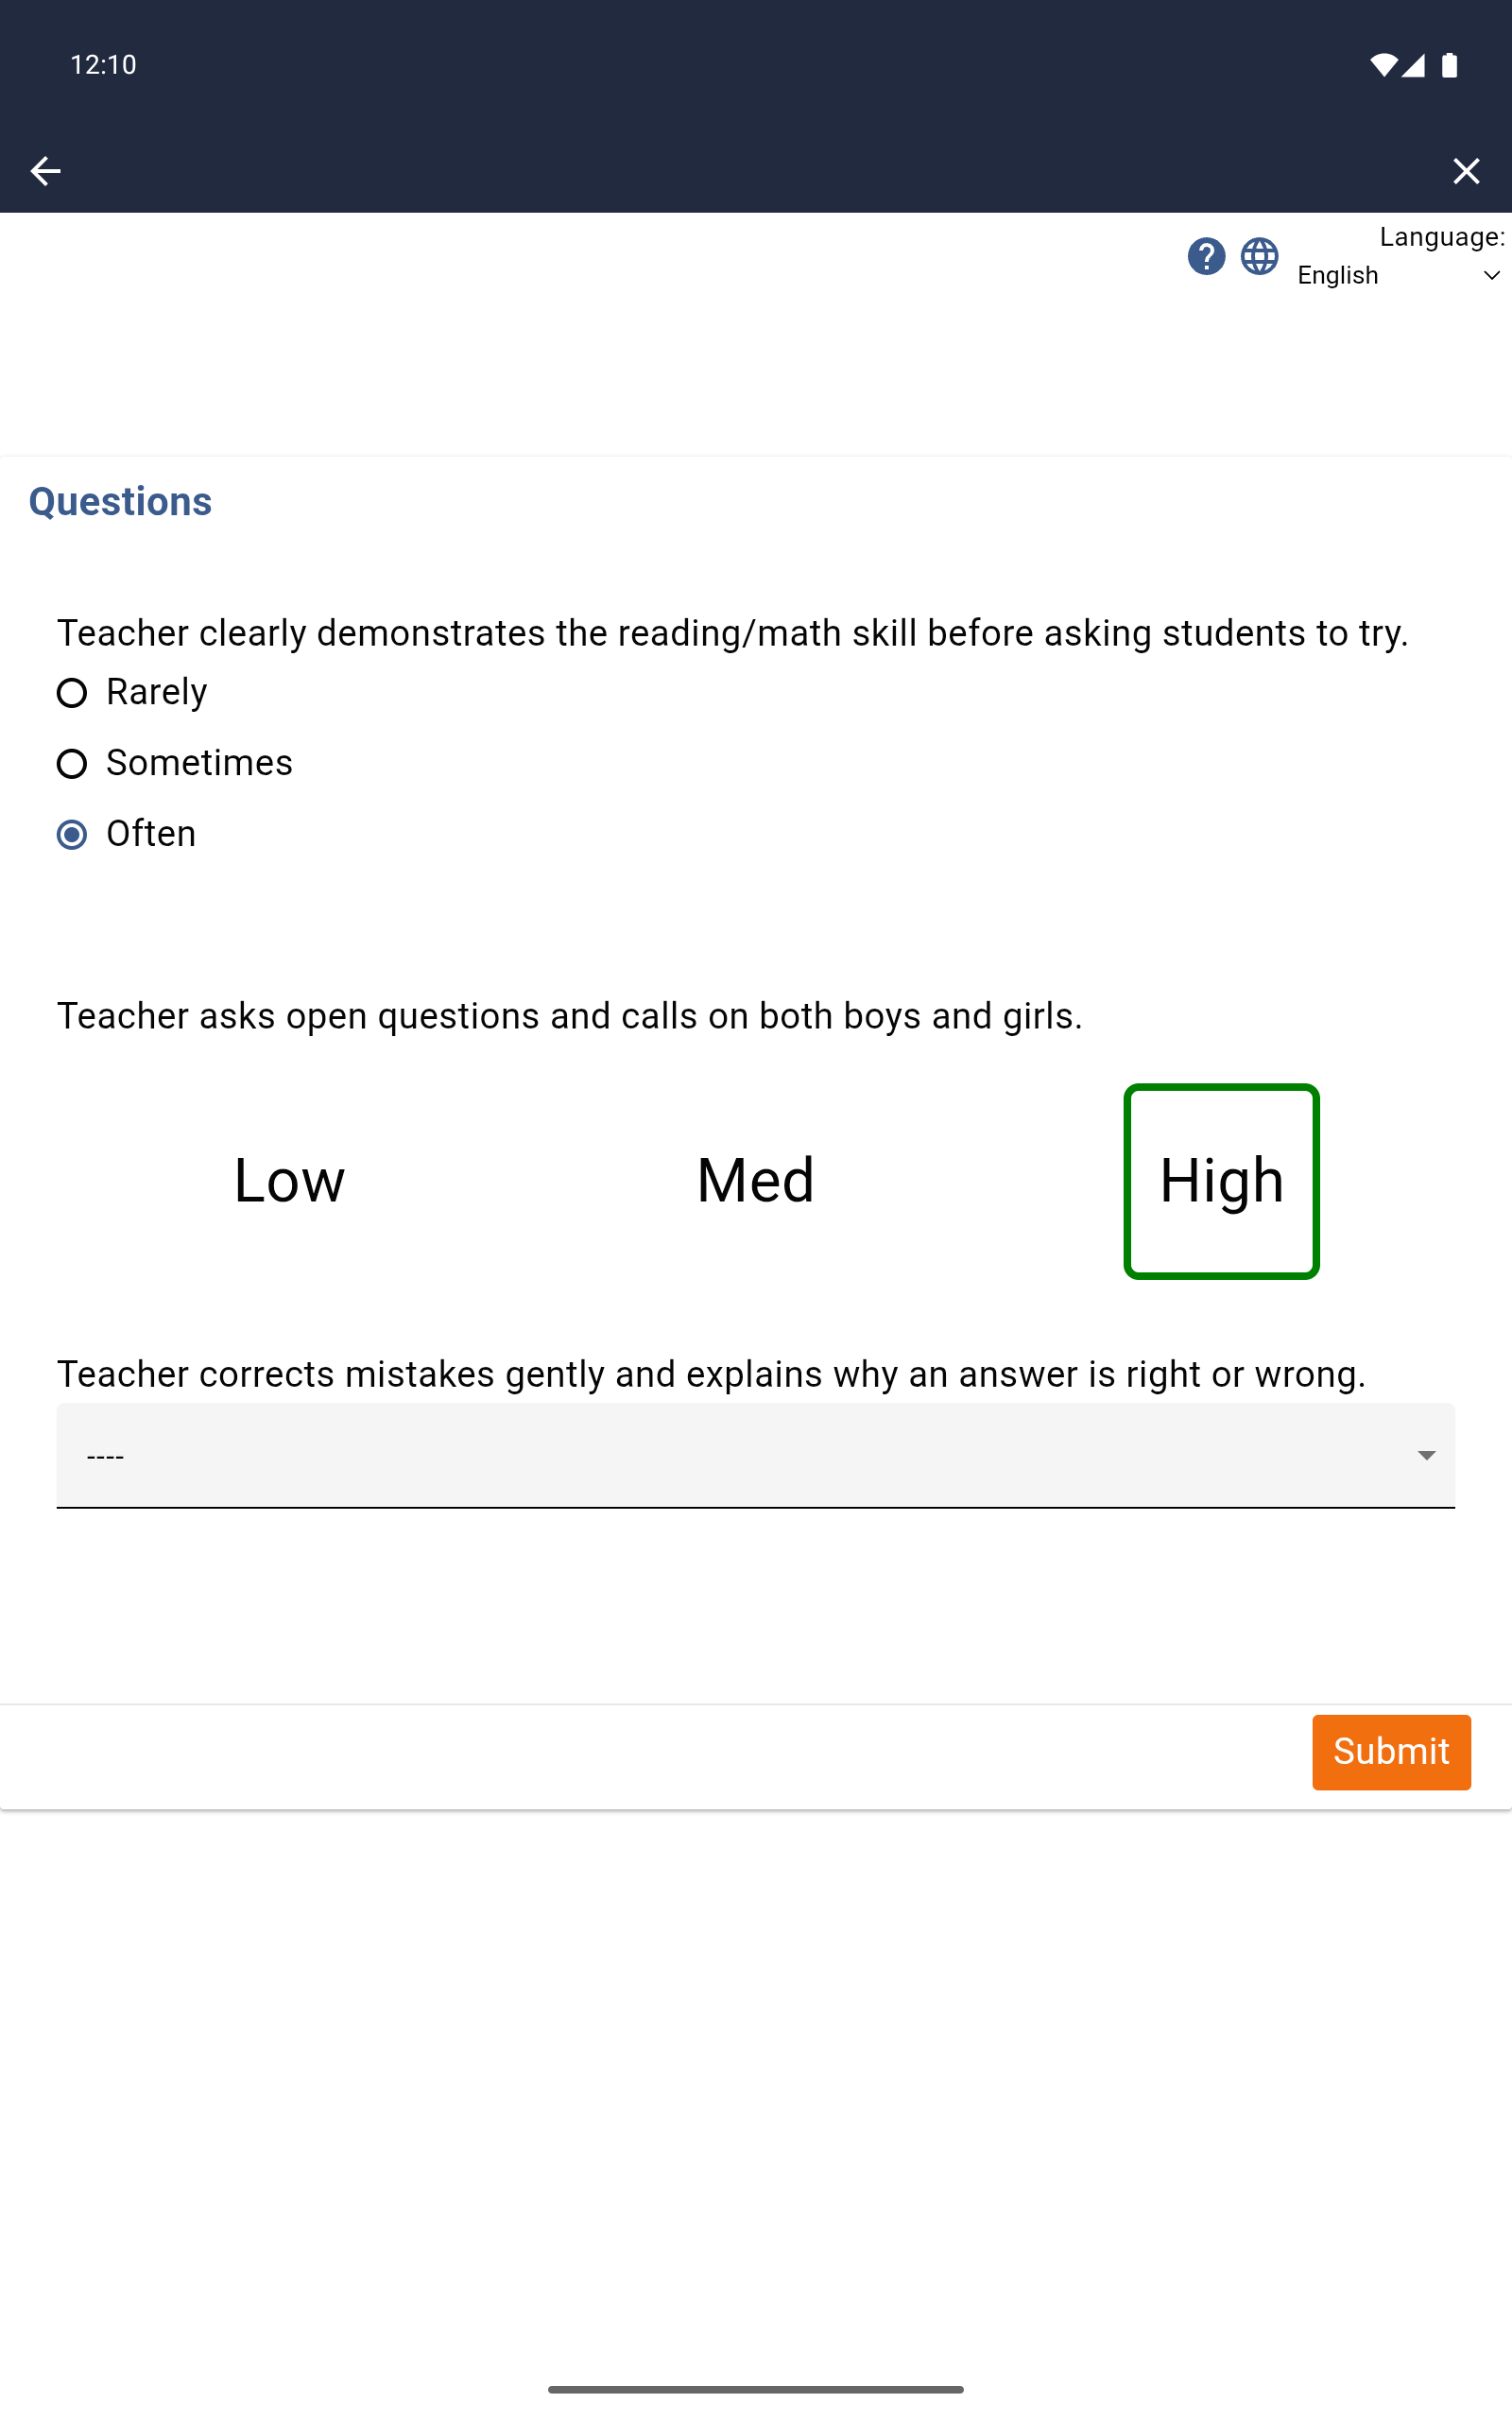 12:10
Language:
English
Questions
Teacher clearly demonstrates the reading/math skill before asking students to try.
Rarely
Sometimes
Often
Teacher asks open questions and calls on both boys and girls.
Low Med High
Teacher corrects mistakes gently and explains why an answer is right or wrong.
----
Submit